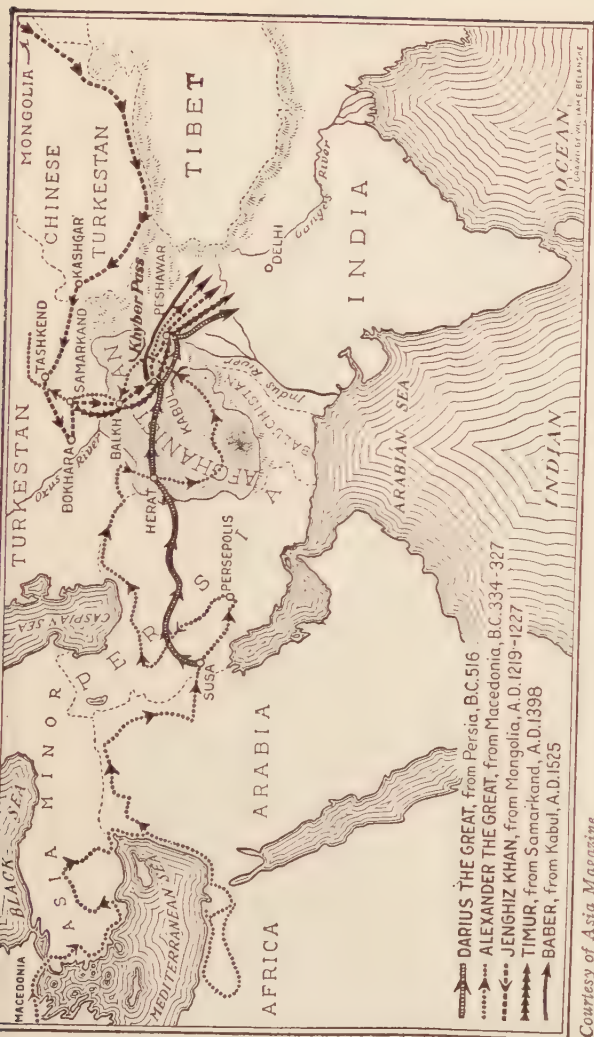 MACEDONIA
BLACK SEA
ASIA MINOR
MEDITERRANEAN SEA
AFRICA
ARABIA
CASPIAN SEA
PERSIA
SUSA
PERSEPOLIS
TURKESTAN
Oxus River
BOKHARA
SAMARKAND
TASHKEND
KASHGAR
MONGOLIA
CHINESE
TURKESTAN
TIBET
BALKH
HERAT
AFGHANISTAN
KABUL
Khyber Pass
PESHAWAR
BALUCHISTAN
Indus River
DELHI
Ganges River
INDIA
ARABIAN SEA
INDIAN OCEAN
DARIUS THE GREAT, from Persia, B.C. 516
ALEXANDER THE GREAT, from Macedonia, B.C. 334-327
JENGHIZ KHAN, from Mongolia, A.D. 1219-1227
TIMUR, from Samarkand, A.D. 1398
BABER, from Kabul, A.D. 1525
Courtesy of Asia Magazine